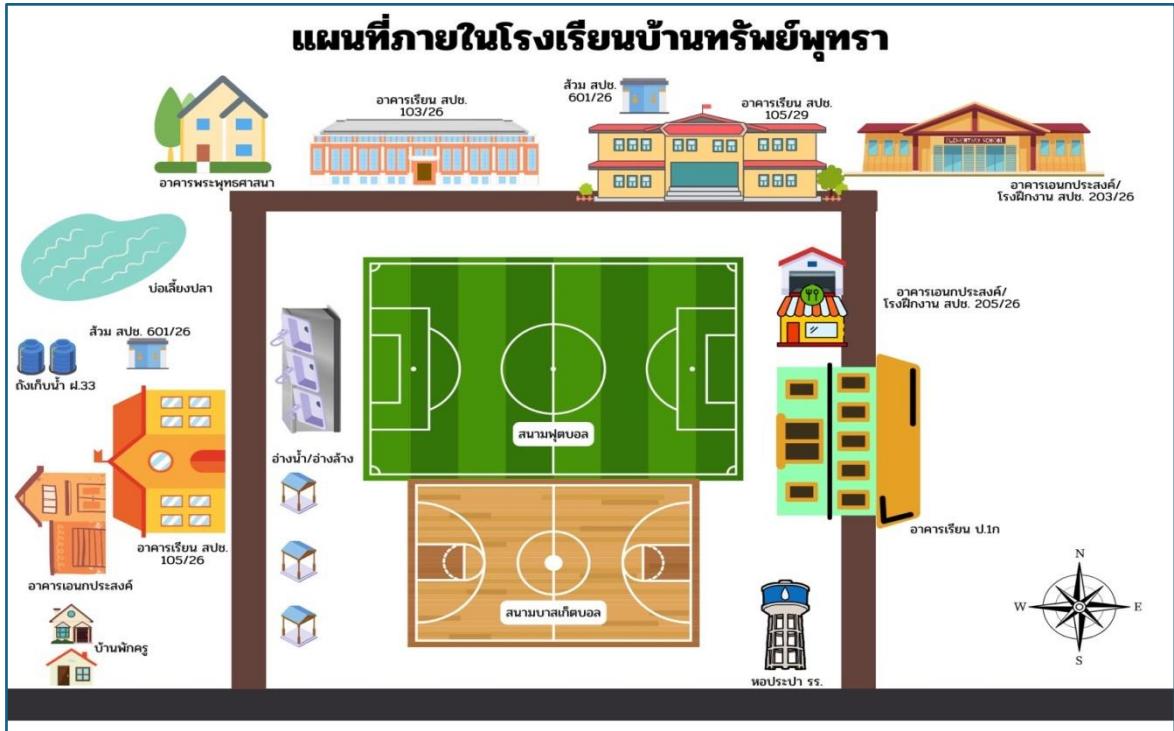 แผนที่ภายในโรงเรียนบ้านทรัพย์พุทรา
ส้วม สปช.
601/26
อาคารเรียน สปช.
103/26
อาคารเรียน สปช.
105/29
ELEMENTARY SCHOOL
อาคารพระพุทธศาสนา
อาคารเอนกประสงค์/
โรงฝึกงาน สปช. 203/26
บ่อเลี้ยงปลา
อาคารเอนกประสงค์/
โรงฝึกงาน สปช. 205/26
ส้วม สปช. 601/26
ถังเก็บน้ำ ฝ.33
สนามฟุตบอล
อ่างน้ำ/อ่างล้าง
อาคารเรียน ป.1ก
อาคารเรียน สปช.
105/26
อาคารเอนกประสงค์
สนามบาสเก็ตบอล
บ้านพักครู
หอประปา รร.
N
W
E
S